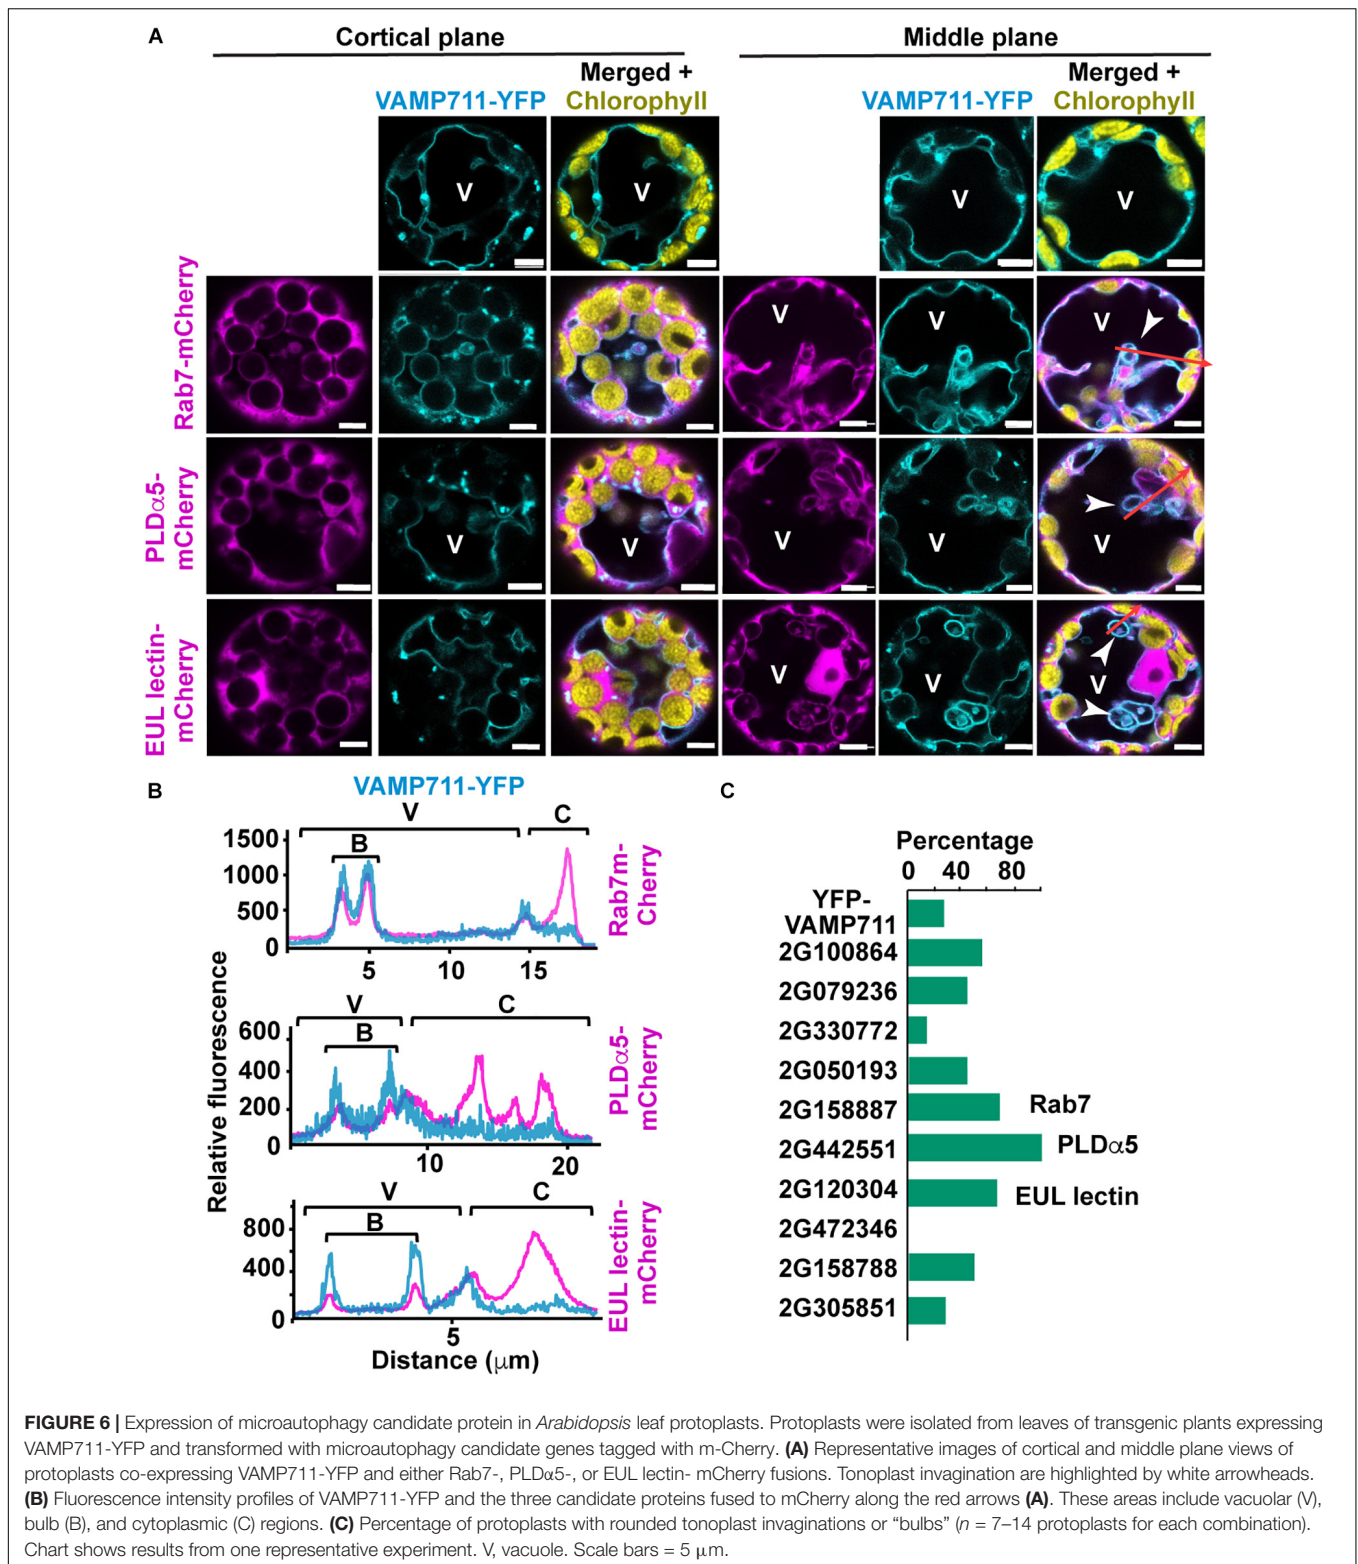 A
Cortical plane
Middle plane
VAMP711-YFP
Merged +
Chlorophyll
VAMP711-YFP
Merged +
Chlorophyll
V
V
V
V
Rab7-mCherry
V
V
V
PLDα5-
mCherry
V
V
V
V
V
EUL lectin-
mCherry
V
V
V
B
VAMP711-YFP
Relative fluorescence
V
C
B
1500
1000
500
0
5
10
15
Rab7m-
Cherry
V
C
B
600
400
200
0
10
20
PLDα5-
mCherry
V
C
B
800
400
0
5
EUL lectin-
mCherry
Distance (μm)
C
Percentage
0 40 80
YFP-
VAMP711
2G100864
2G079236
2G330772
2G050193
2G158887 Rab7
2G442551 PLDα5
2G120304 EUL lectin
2G472346
2G158788
2G305851
FIGURE 6 | Expression of microautophagy candidate protein in Arabidopsis leaf protoplasts. Protoplasts were isolated from leaves of transgenic plants expressing
VAMP711-YFP and transformed with microautophagy candidate genes tagged with m-Cherry. (A) Representative images of cortical and middle plane views of
protoplasts co-expressing VAMP711-YFP and either Rab7-, PLDα5-, or EUL lectin- mCherry fusions. Tonoplast invagination are highlighted by white arrowheads.
(B) Fluorescence intensity profiles of VAMP711-YFP and the three candidate proteins fused to mCherry along the red arrows (A). These areas include vacuolar (V),
bulb (B), and cytoplasmic (C) regions. (C) Percentage of protoplasts with rounded tonoplast invaginations or “bulbs” (n = 7–14 protoplasts for each combination).
Chart shows results from one representative experiment. V, vacuole. Scale bars = 5 μm.